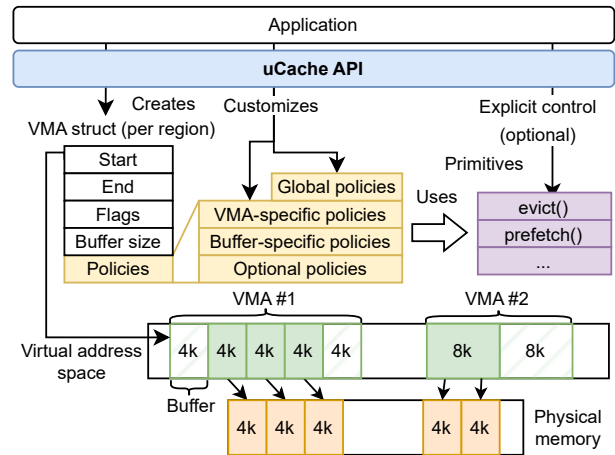 Application
uCache API
Creates
Customizes
Explicit control
(optional)
VMA struct (per region)
Primitives
Start
End
Flags
Buffer size
Policies
Global policies
VMA-specific policies
Buffer-specific policies
Optional policies
Uses
evict()
prefetch()
...
VMA #1
VMA #2
Virtual address
space
4k 4k 4k 4k 4k 8k 8k
Buffer
4k 4k 4k 4k 4k
Physical
memory